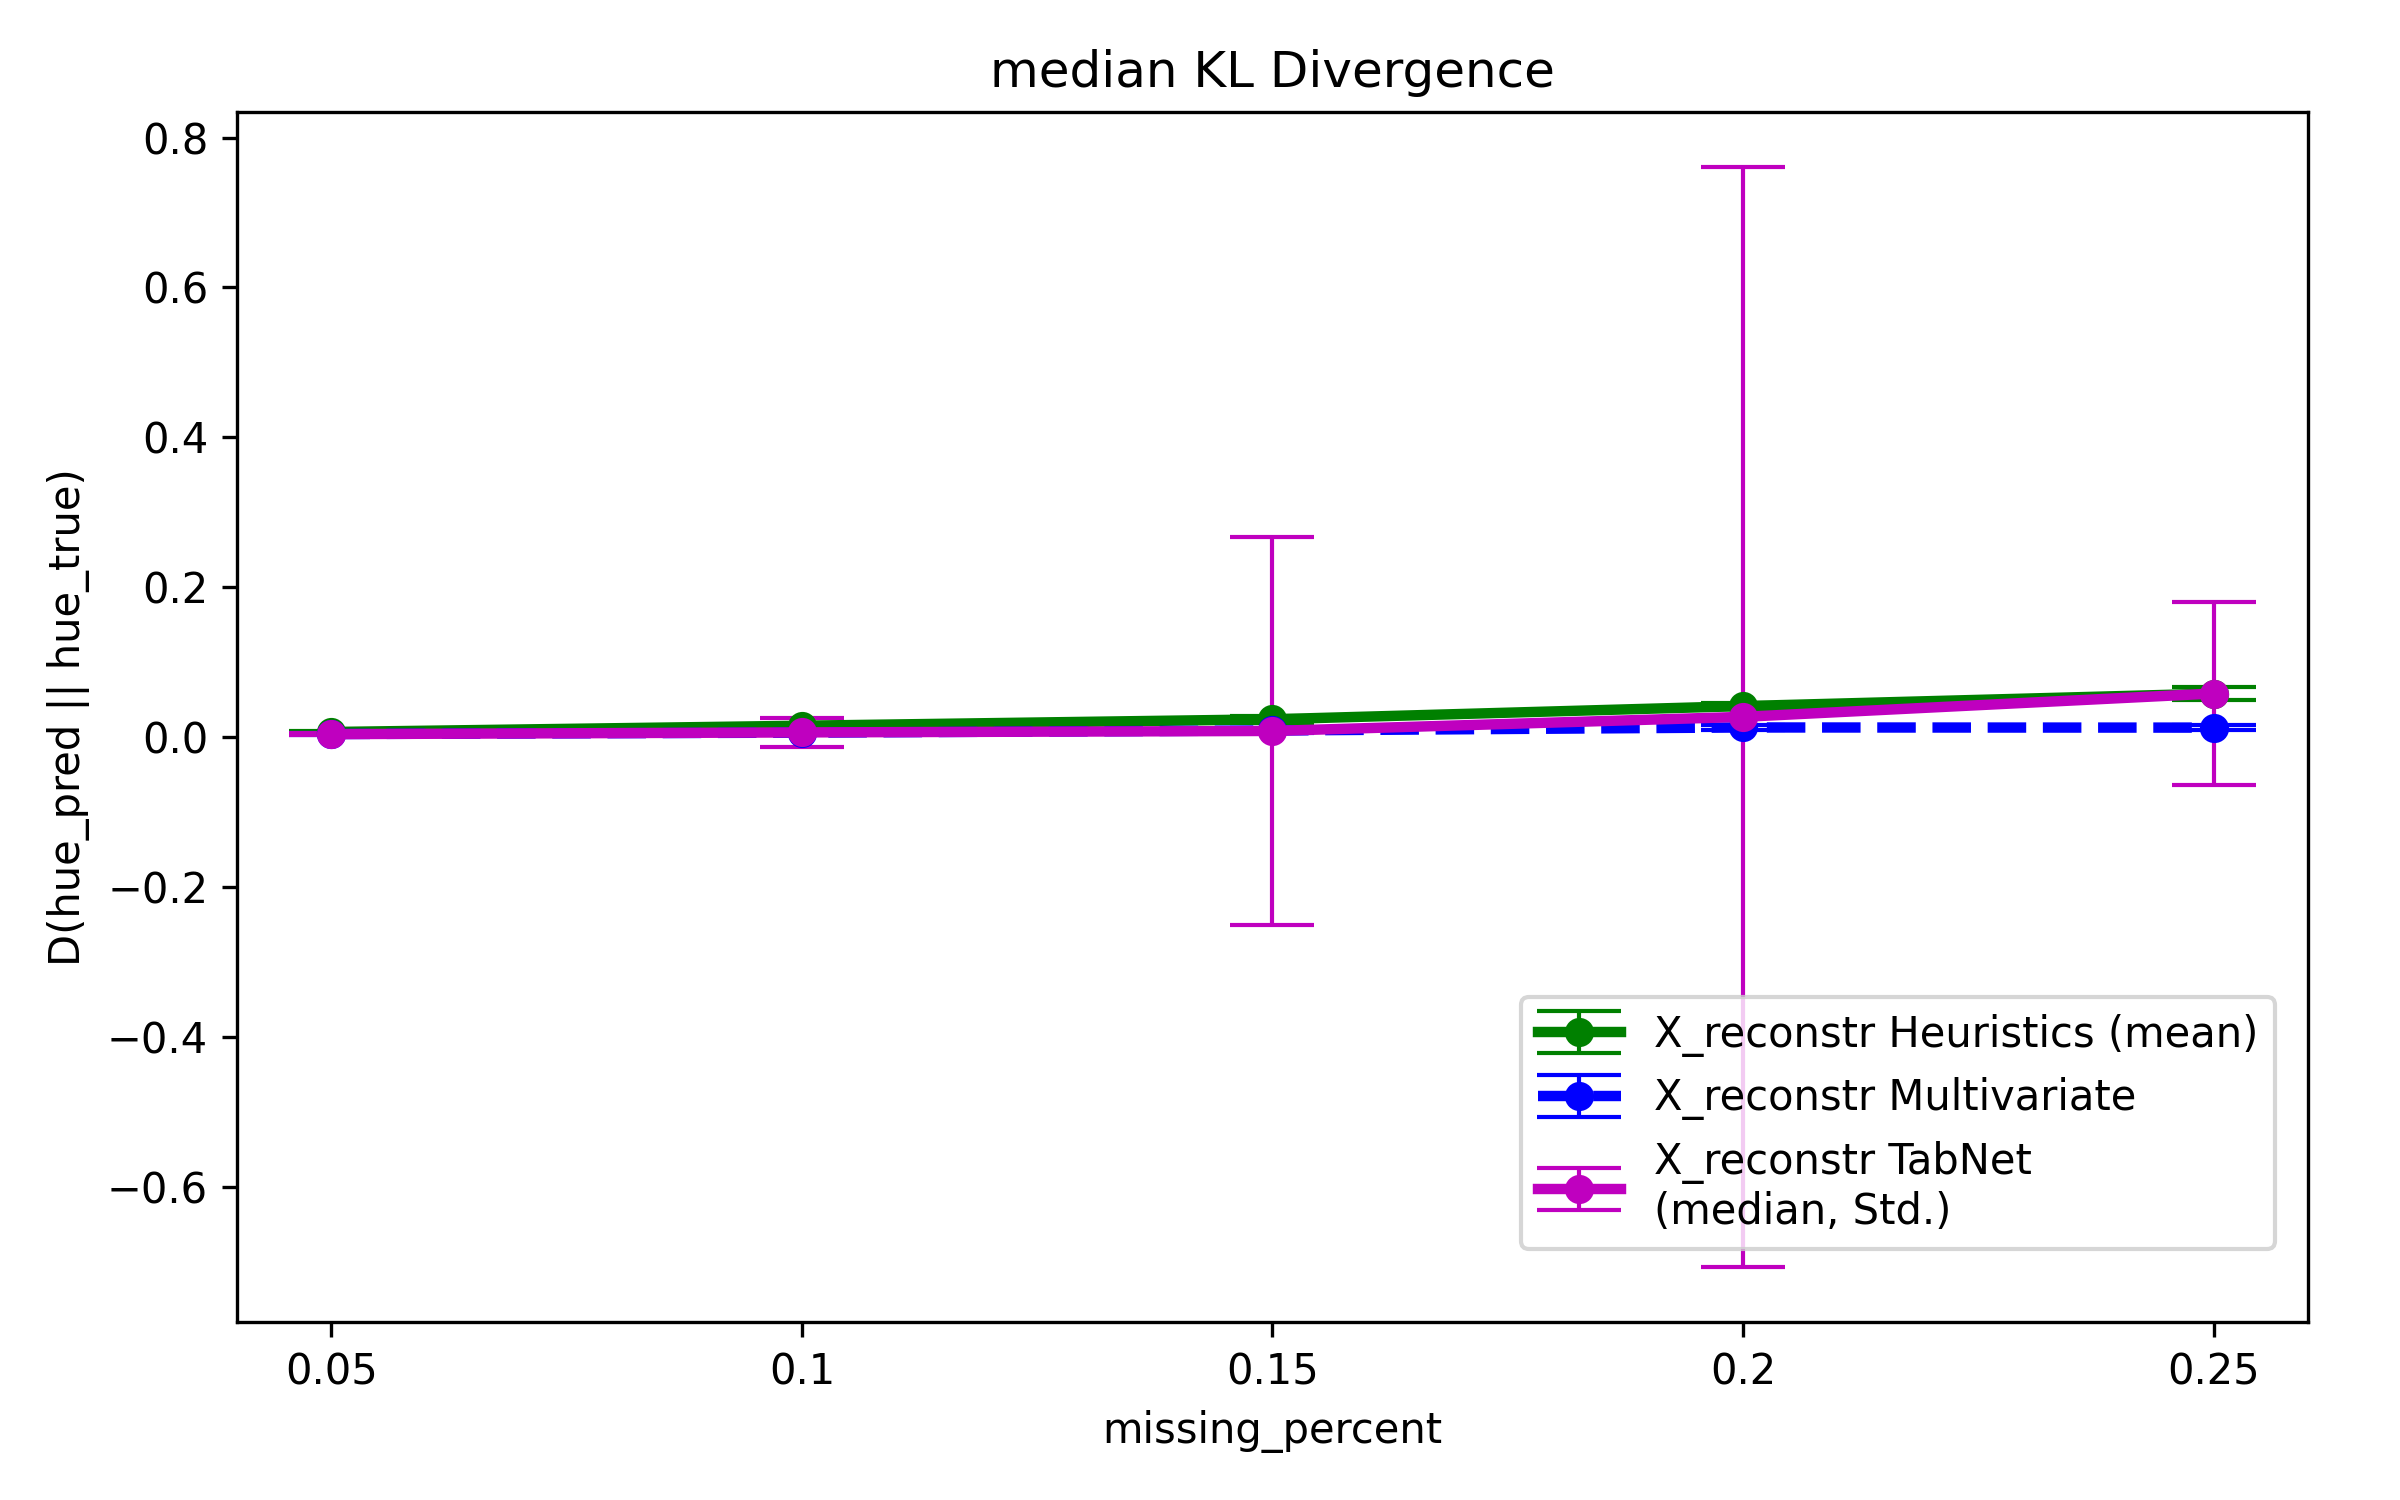 median KL Divergence
0.8
0.6
0.4
0.2
0.0
−0.2
−0.4
−0.6
D(hue_pred || hue_true)
X_reconstr Heuristics (mean)
X_reconstr Multivariate
X_reconstr TabNet
(median, Std.)
0.05
0.1
0.15
0.2
0.25
missing_percent